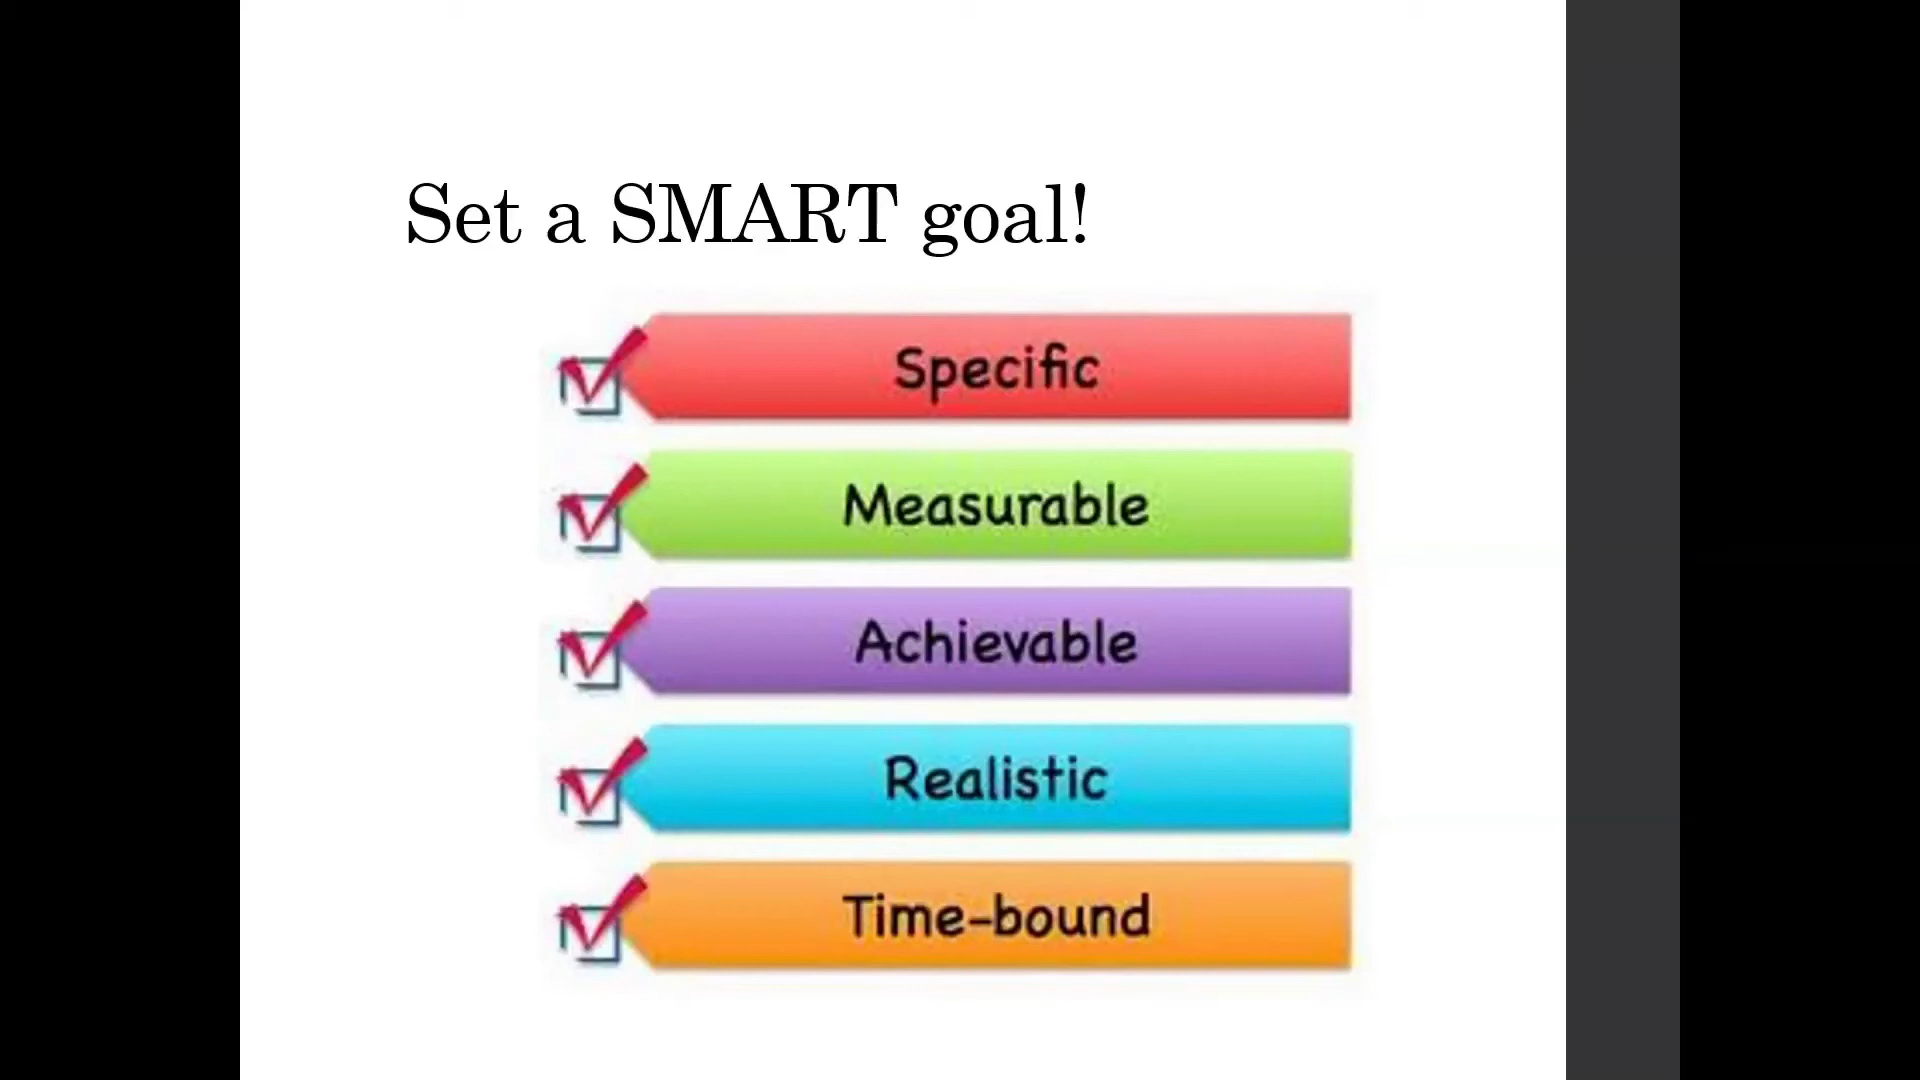 Set a SMART goal!
Specific
Measurable
Achievable
Realistic
Time-bound